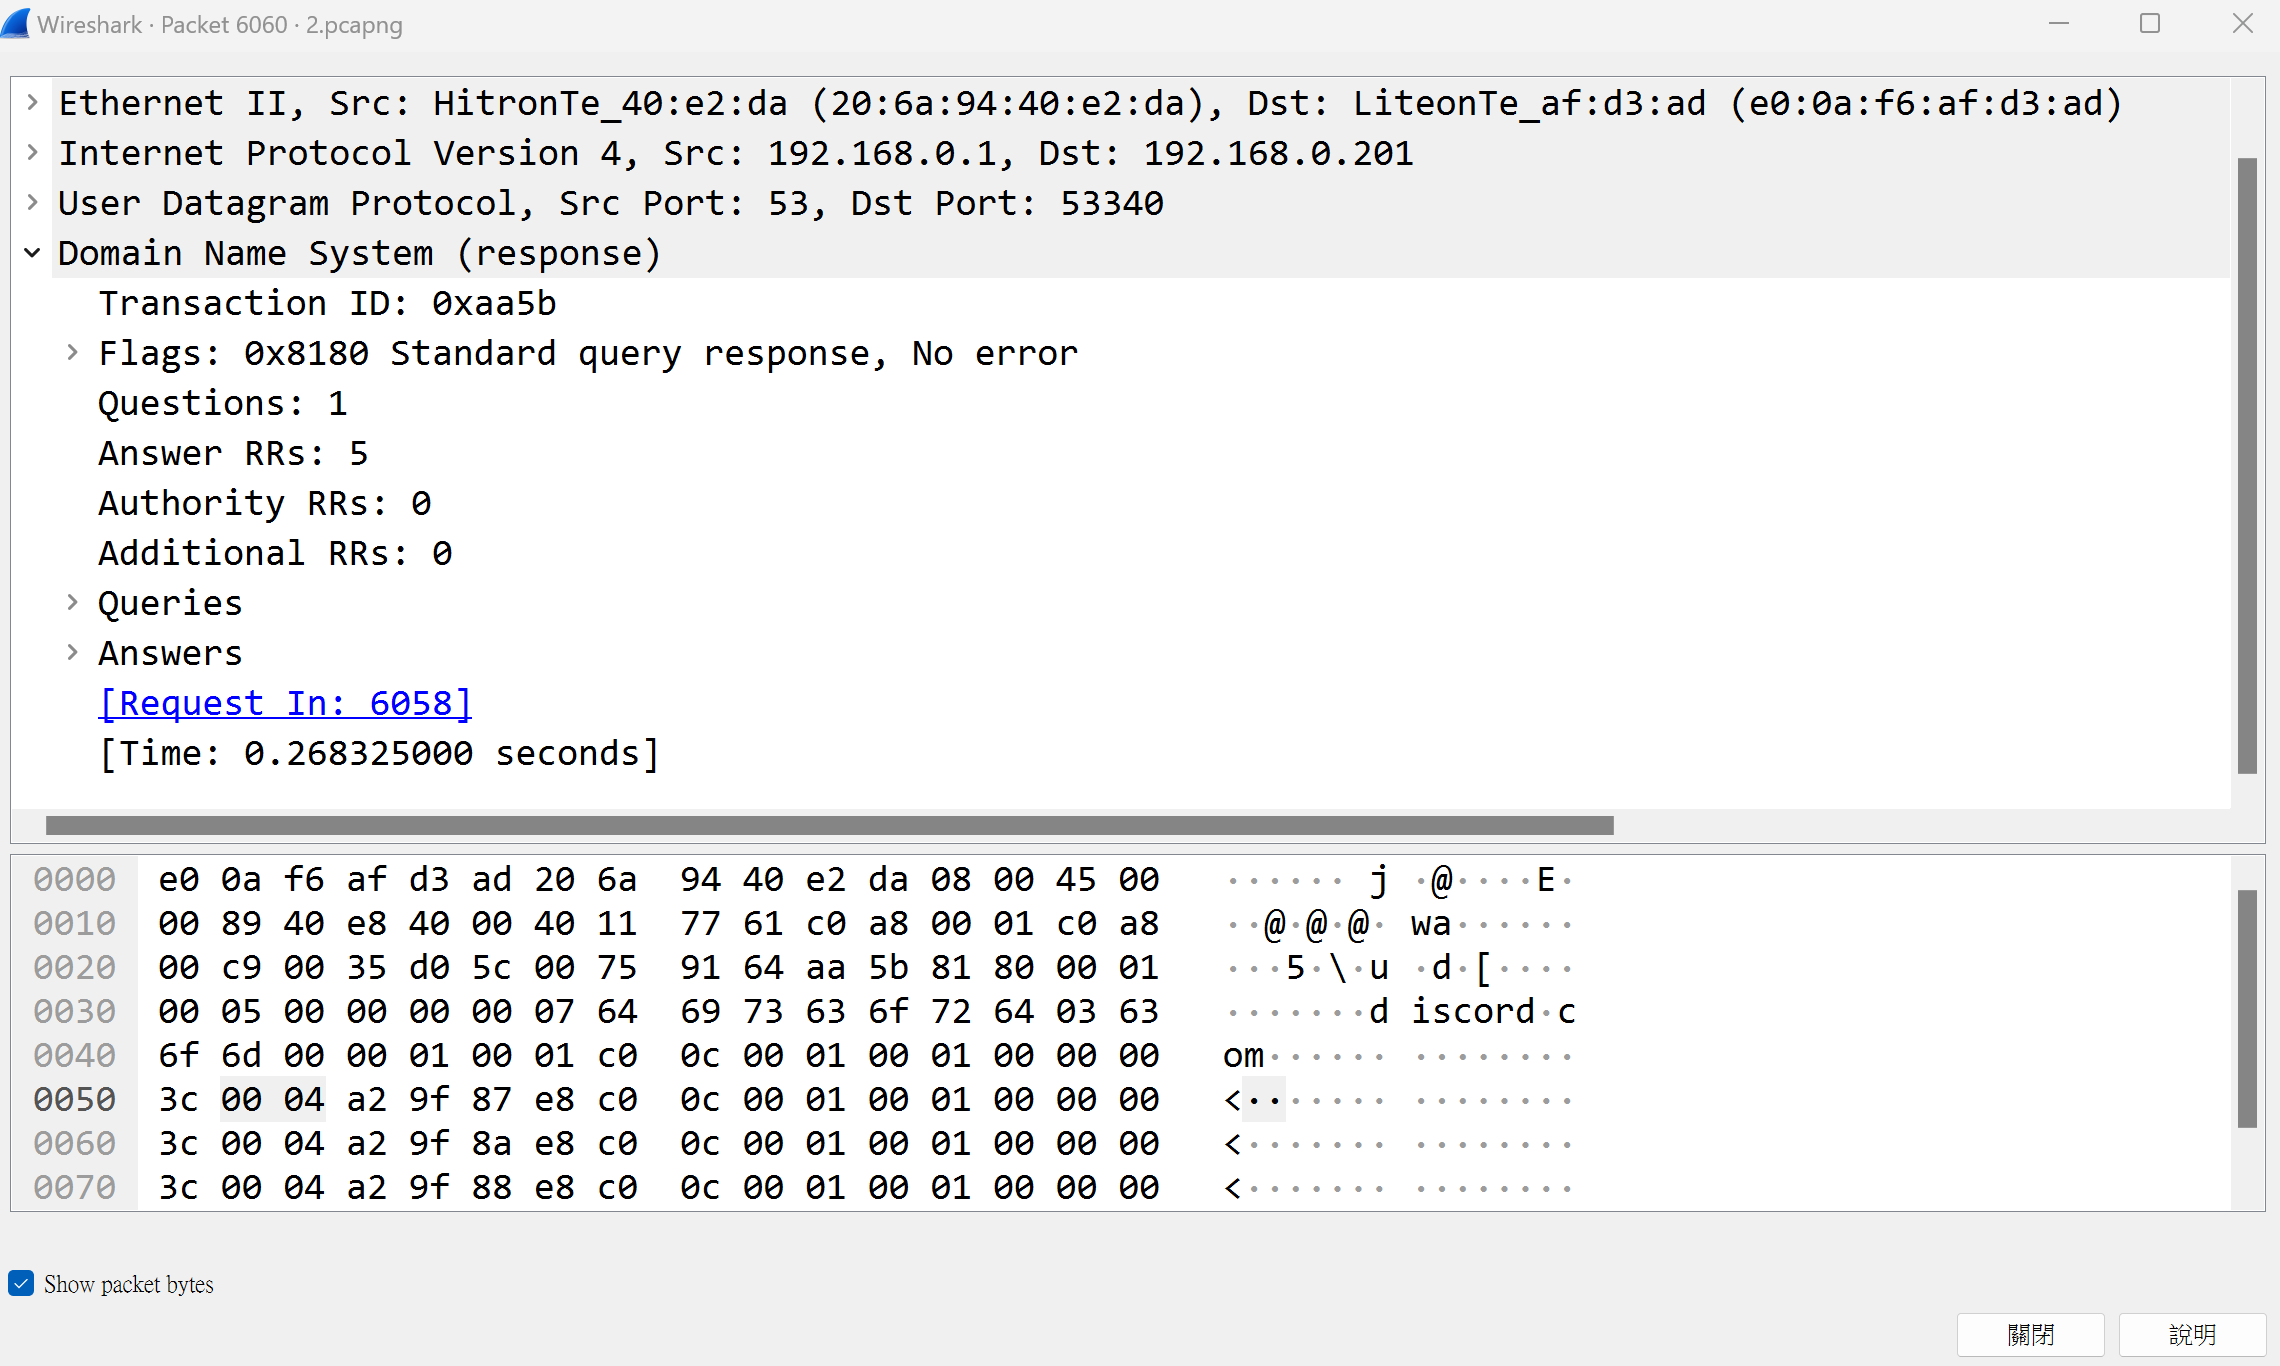 Wireshark · Packet 6060 · 2.pcapng
Ethernet II, Src: HitronTe_40:e2:da (20:6a:94:40:e2:da), Dst: LiteonTe_af:d3:ad (e0:0a:f6:af:d3:ad)
Internet Protocol Version 4, Src: 192.168.0.1, Dst: 192.168.0.201
User Datagram Protocol, Src Port: 53, Dst Port: 53340
Domain Name System (response)
Transaction ID: 0xaa5b
Flags: 0x8180 Standard query response, No error
Questions: 1
Answer RRs: 5
Authority RRs: 0
Additional RRs: 0
Queries
Answers
[Request In: 6058]
[Time: 0.268325000 seconds]
0000 e0 0a f6 af d3 ad 20 6a 94 40 e2 da 08 00 45 00 ······ j ·@····E·
0010 00 89 40 e8 40 00 40 11 77 61 c0 a8 00 01 c0 a8 ··@·@·@· wa······
0020 00 c9 00 35 d0 5c 00 75 91 64 aa 5b 81 80 00 01 ···5·\·u ·d·[····
0030 00 05 00 00 00 00 07 64 69 73 63 6f 72 64 03 63 ·······d iscord·c
0040 6f 6d 00 00 01 00 01 c0 0c 00 01 00 01 00 00 00 om······ ········
0050 3c 00 04 a2 9f 87 e8 c0 0c 00 01 00 01 00 00 00 <······· ········
0060 3c 00 04 a2 9f 8a e8 c0 0c 00 01 00 01 00 00 00 <······· ········
0070 3c 00 04 a2 9f 88 e8 c0 0c 00 01 00 01 00 00 00 <······· ········
Show packet bytes
關閉 說明